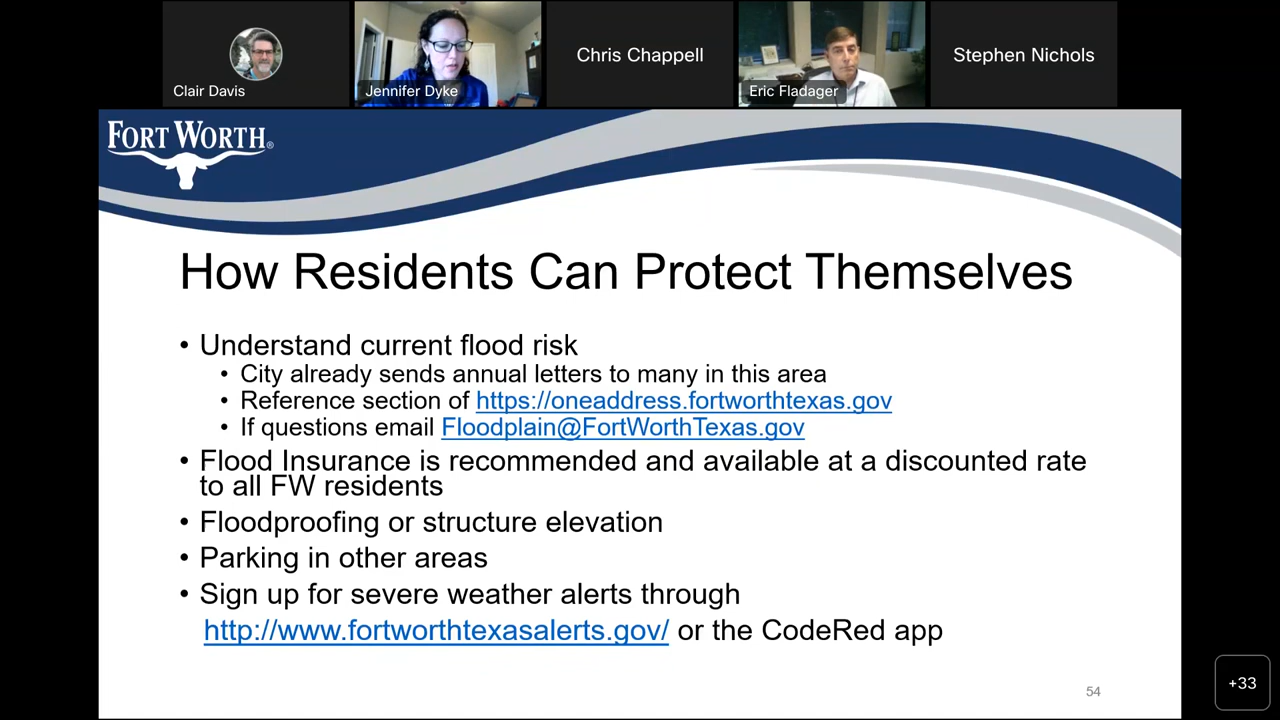 Clair Davis
Jennifer Dyke
Chris Chappell
Eric Fladager
Stephen Nichols
FORT WORTH®
How Residents Can Protect Themselves
• Understand current flood risk
• City already sends annual letters to many in this area
• Reference section of https://oneaddress.fortworthtexas.gov
• If questions email Floodplain@FortWorthTexas.gov
• Flood Insurance is recommended and available at a discounted rate
to all FW residents
• Floodproofing or structure elevation
• Parking in other areas
• Sign up for severe weather alerts through
http://www.fortworthtexasalerts.gov/ or the CodeRed app
54
+33